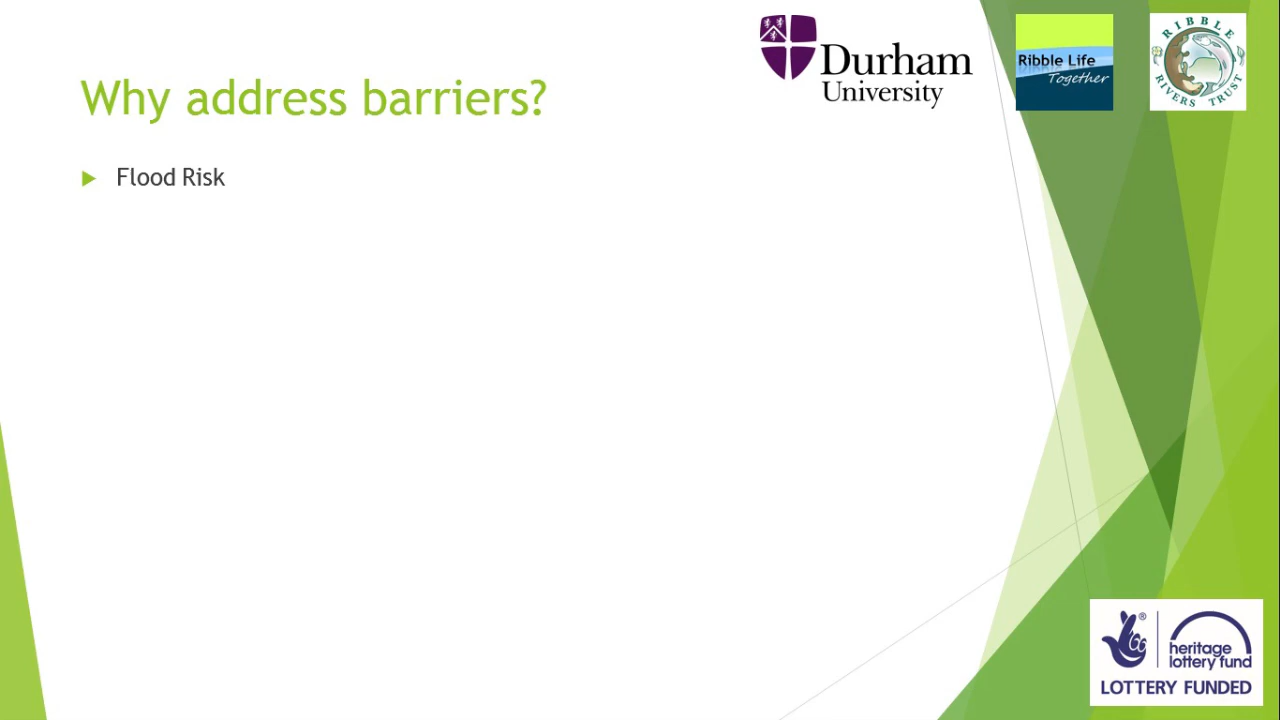 Why address barriers?
Flood Risk
Durham
University
Ribble Life
Together
RIBBLE
RIVERS TRUST
heritage
lottery fund
LOTTERY FUNDED